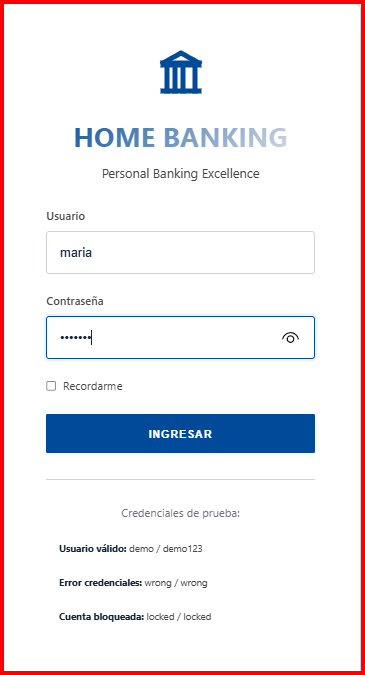 HOME BANKING
Personal Banking Excellence
Usuario
maria
Contraseña
•••••••
Recordarme
INGRESAR
Credenciales de prueba:
Usuario válido: demo / demo123
Error credenciales: wrong / wrong
Cuenta bloqueada: locked / locked